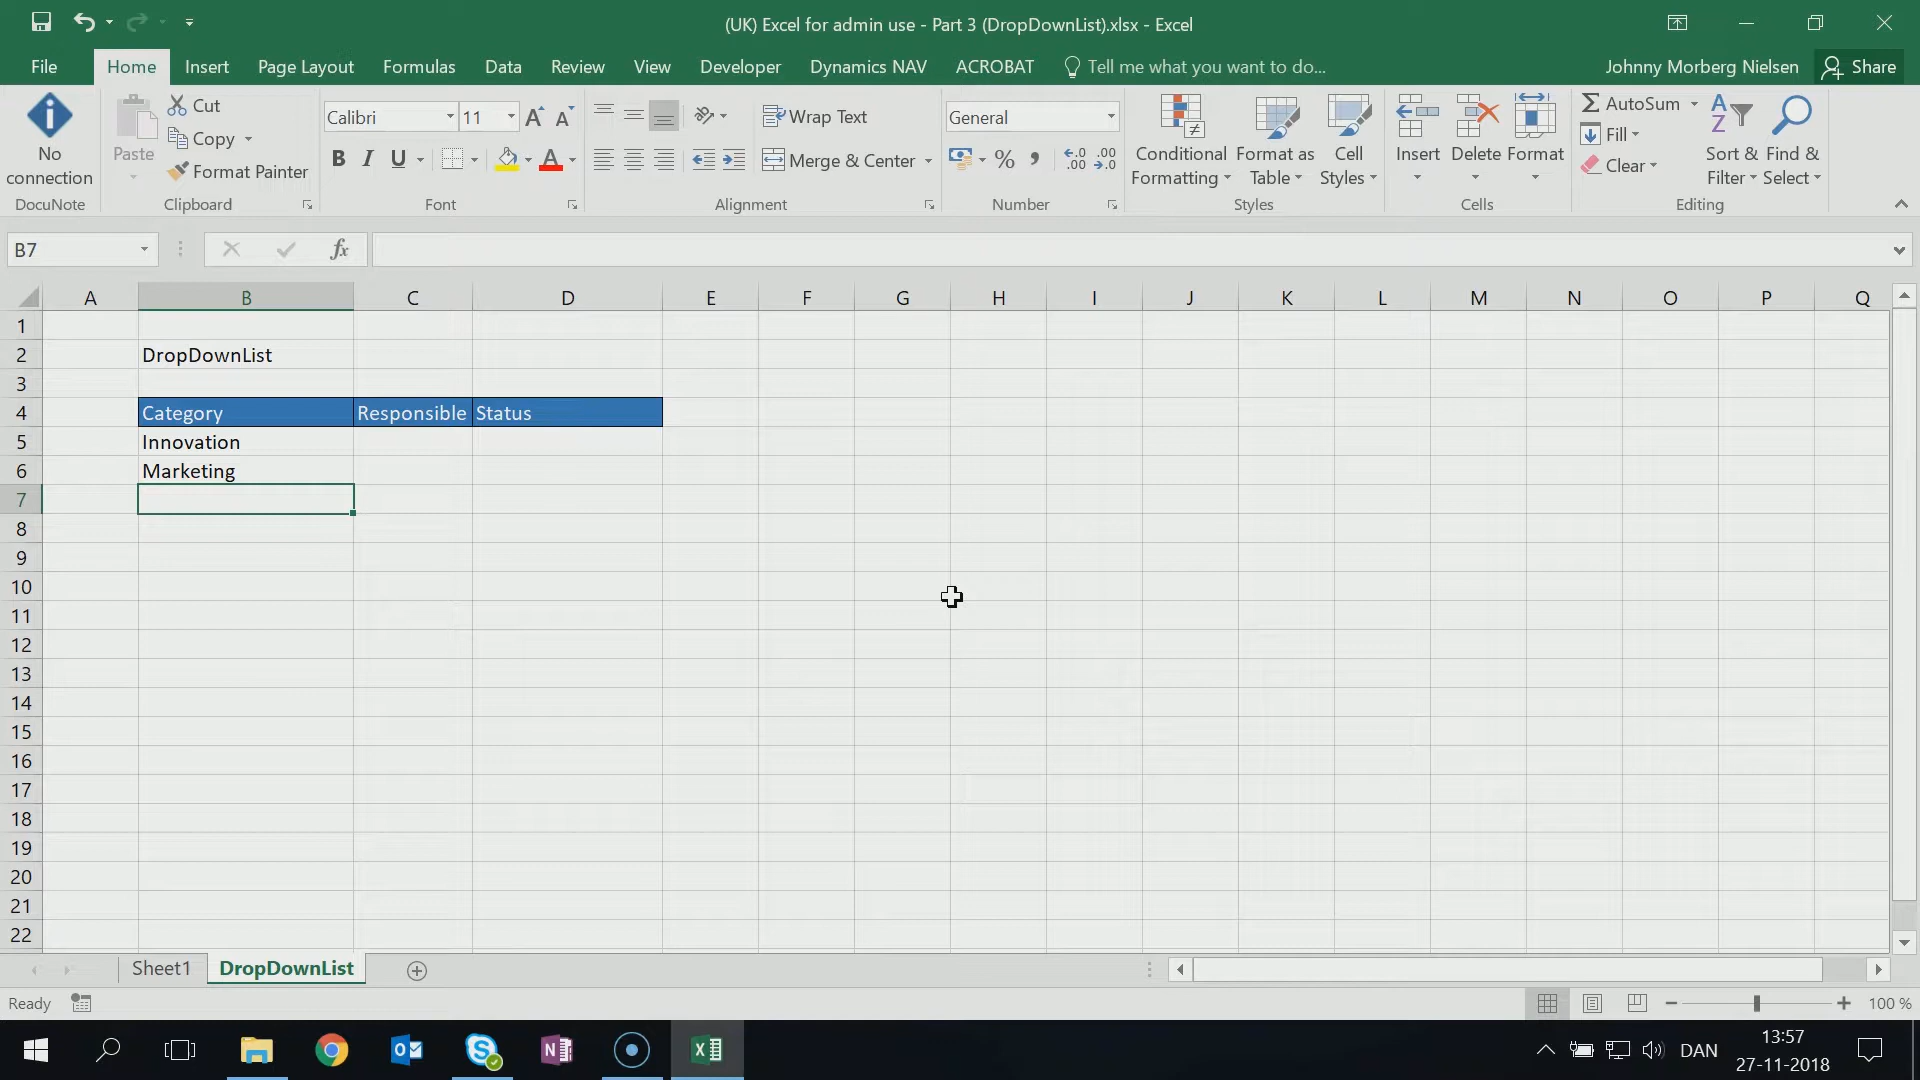 (UK) Excel for admin use - Part 3 (DropDownList).xlsx - Excel
File Home Insert Page Layout Formulas Data Review View Developer Dynamics NAV ACROBAT Tell me what you want to do... Johnny Morberg Nielsen Share
No connection
DocuNote
Paste
Cut
Copy
Format Painter
Clipboard
Calibri 11
B I U
Font
Wrap Text
Merge & Center
Alignment
General
%
Number
Conditional Formatting
Format as Table
Cell Styles
Styles
Insert
Delete
Format
Cells
AutoSum
Fill
Clear
Sort & Filter
Find & Select
Editing
B7
fx
A B C D E F G H I J K L M N O P Q
1
2 DropDownList
3
4 Category Responsible Status
5 Innovation
6 Marketing
7
8
9
10
11
12
13
14
15
16
17
18
19
20
21
22
Sheet1 DropDownList
Ready
100 %
DAN
13:57
27-11-2018